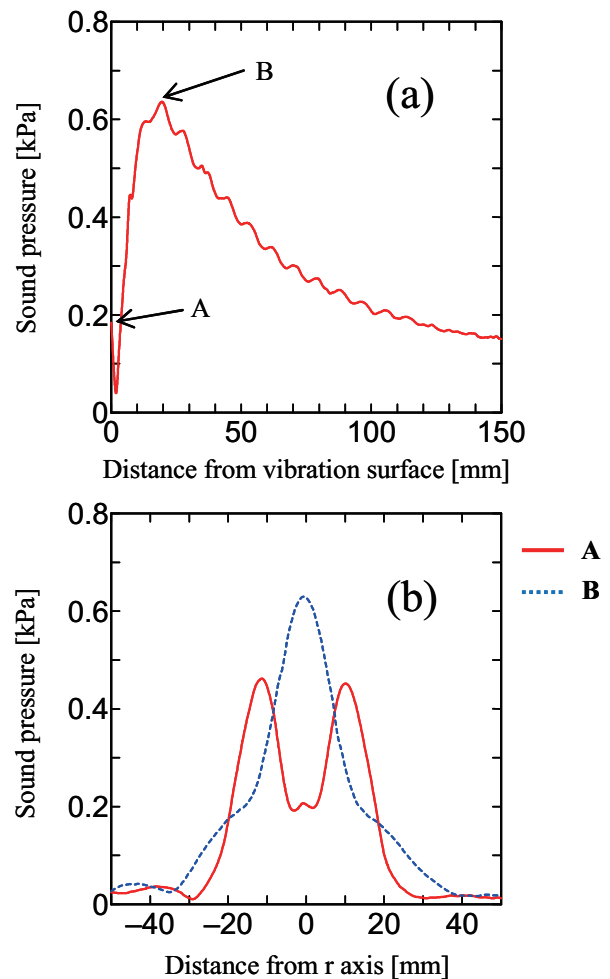 0.8
0.6
0.4
0.2
0
Sound pressure [kPa]
B
(a)
A
0 50 100 150
Distance from vibration surface [mm]
0.8
0.6
0.4
0.2
0
Sound pressure [kPa]
(b)
A
B
−40 −20 0 20 40
Distance from r axis [mm]